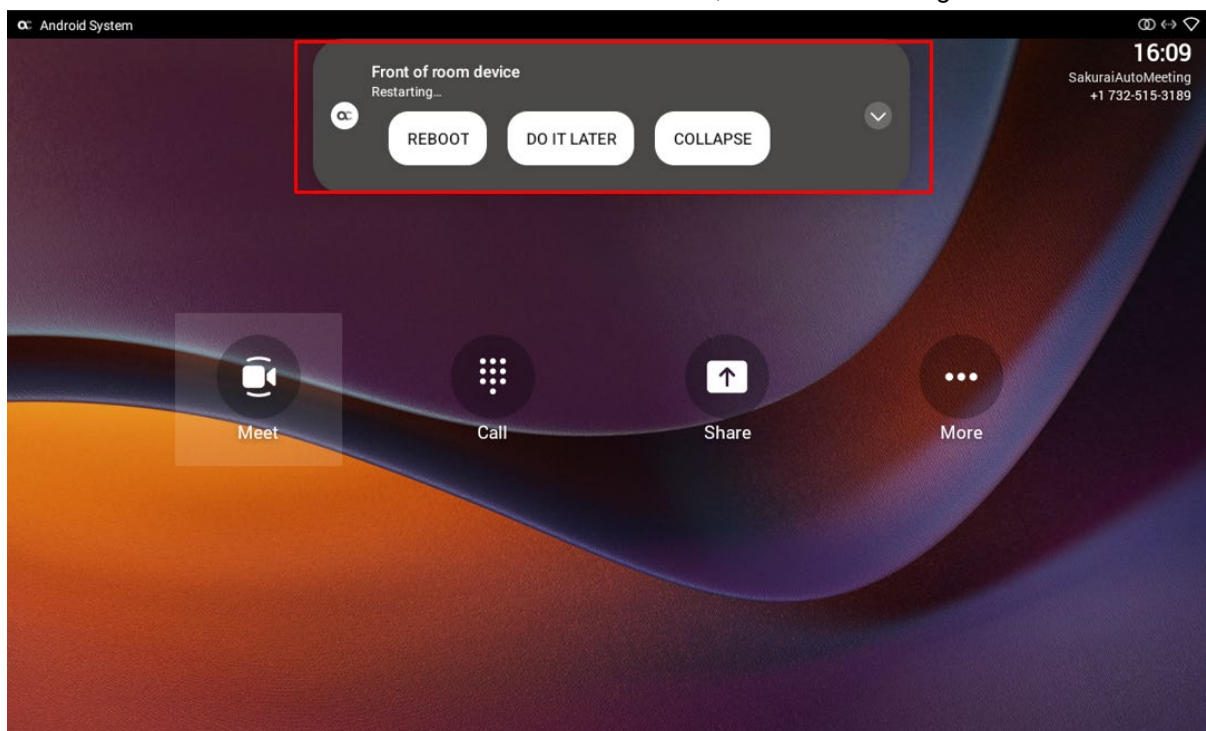 Android System
16:09
SakuraiAutoMeeting
+1 732-515-3189
Front of room device
Restarting...
REBOOT DO IT LATER COLLAPSE
Meet Call Share More